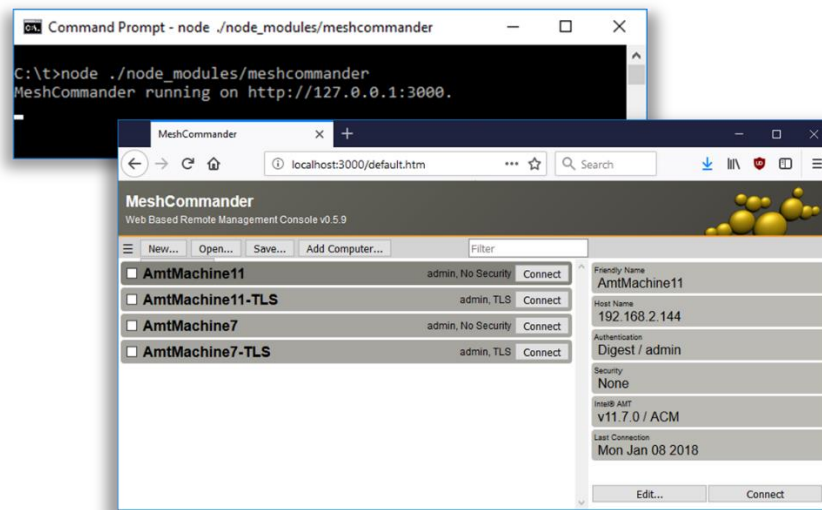 Command Prompt - node ./node_modules/meshcommander
C:\t>node ./node_modules/meshcommander
MeshCommander running on http://127.0.0.1:3000.
MeshCommander
localhost:3000/default.htm
Search
MeshCommander
Web Based Remote Management Console v0.5.9
New... Open... Save... Add Computer... Filter
AmtMachine11 admin, No Security Connect
AmtMachine11-TLS admin, TLS Connect
AmtMachine7 admin, No Security Connect
AmtMachine7-TLS admin, TLS Connect
Friendly Name
AmtMachine11
Host Name
192.168.2.144
Authentication
Digest / admin
Security
None
Intel® AMT
v11.7.0 / ACM
Last Connection
Mon Jan 08 2018
Edit... Connect